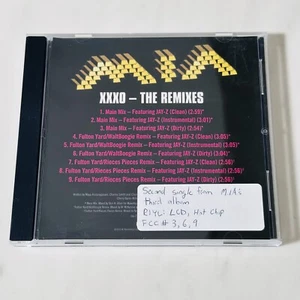 MIA
XXXO – THE REMIXES
1. Main Mix – Featuring JAY-Z (Clean) (2:59)*
2. Main Mix – Featuring JAY-Z (Instrumental) (3:01)*
3. Main Mix – Featuring JAY-Z (Dirty) (2:54)*
4. Fulton Yard/WaltBoogie Remix – Featuring JAY-Z (Clean) (3:05)*
5. Fulton Yard/WaltBoogie Remix – Featuring JAY-Z (Instrumental) (3:05)*
6. Fulton Yard/WaltBoogie Remix – Featuring JAY-Z (Dirty) (3:04)*
7. Fulton Yard/Rieces Pieces Remix – Featuring JAY-Z (Clean) (2:56)*
8. Fulton Yard/Rieces Pieces Remix – Featuring JAY-Z (Instrumental) (2:56)*
9. Fulton Yard/Rieces Pieces Remix – Featuring JAY-Z (Dirty) (2:56)*
Second single from M.I.A.'s
third album
RIYL: LCD, Hot Chip
FCC # 3, 6, 9